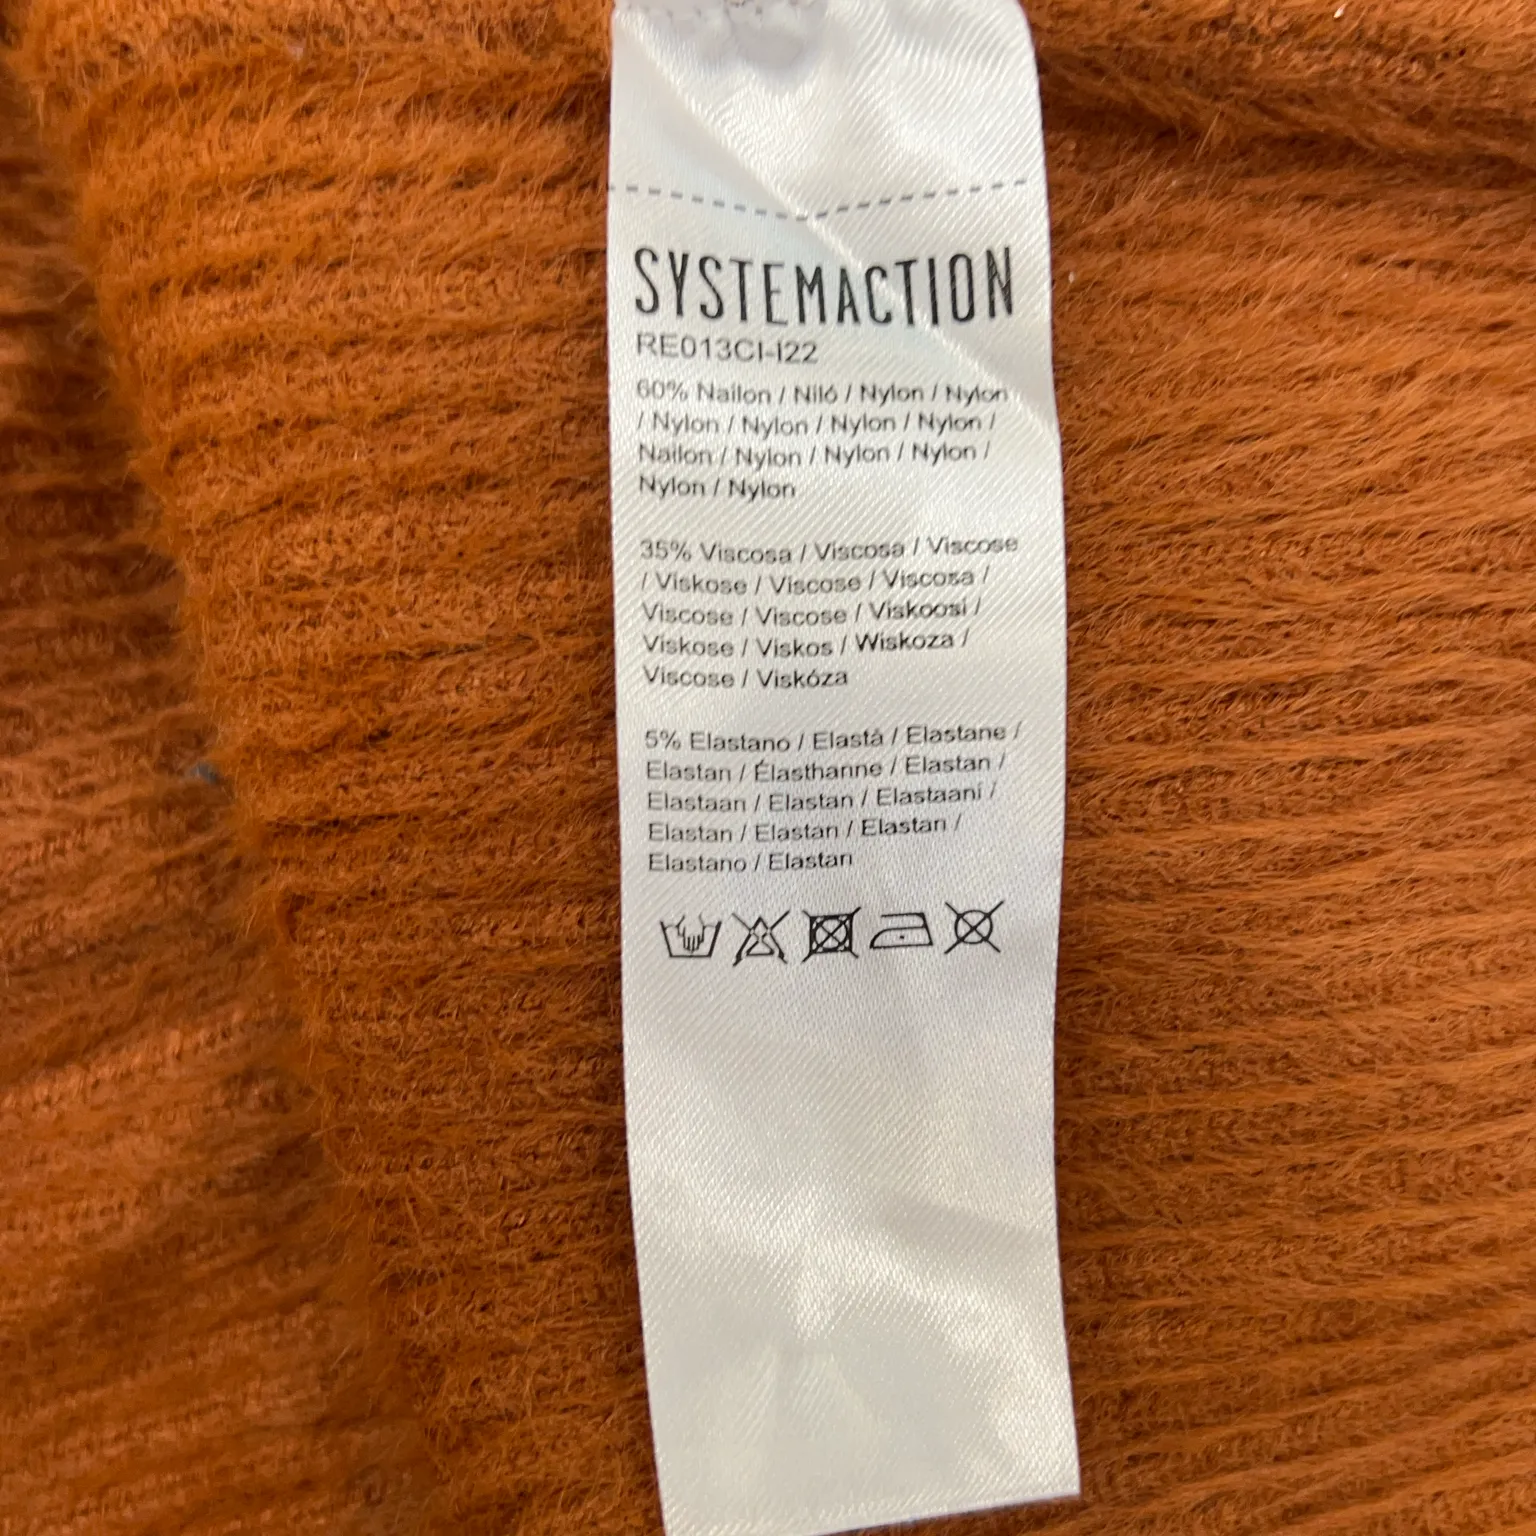 SYSTEMACTION
RE013CI-I22
60% Nailon / Niló / Nylon / Nylon
/ Nylon / Nylon / Nylon / Nylon /
Nailon / Nylon / Nylon / Nylon /
Nylon / Nylon
35% Viscosa / Viscosa / Viscose
/ Viskose / Viscose / Viscosa /
Viscose / Viscose / Viskoosi /
Viskose / Viskos / Wiskoza /
Viscose / Viskóza
5% Elastano / Elastà / Elastane /
Elastan / Élasthanne / Elastan /
Elastaan / Elastan / Elastaani /
Elastan / Elastan / Elastan /
Elastano / Elastan